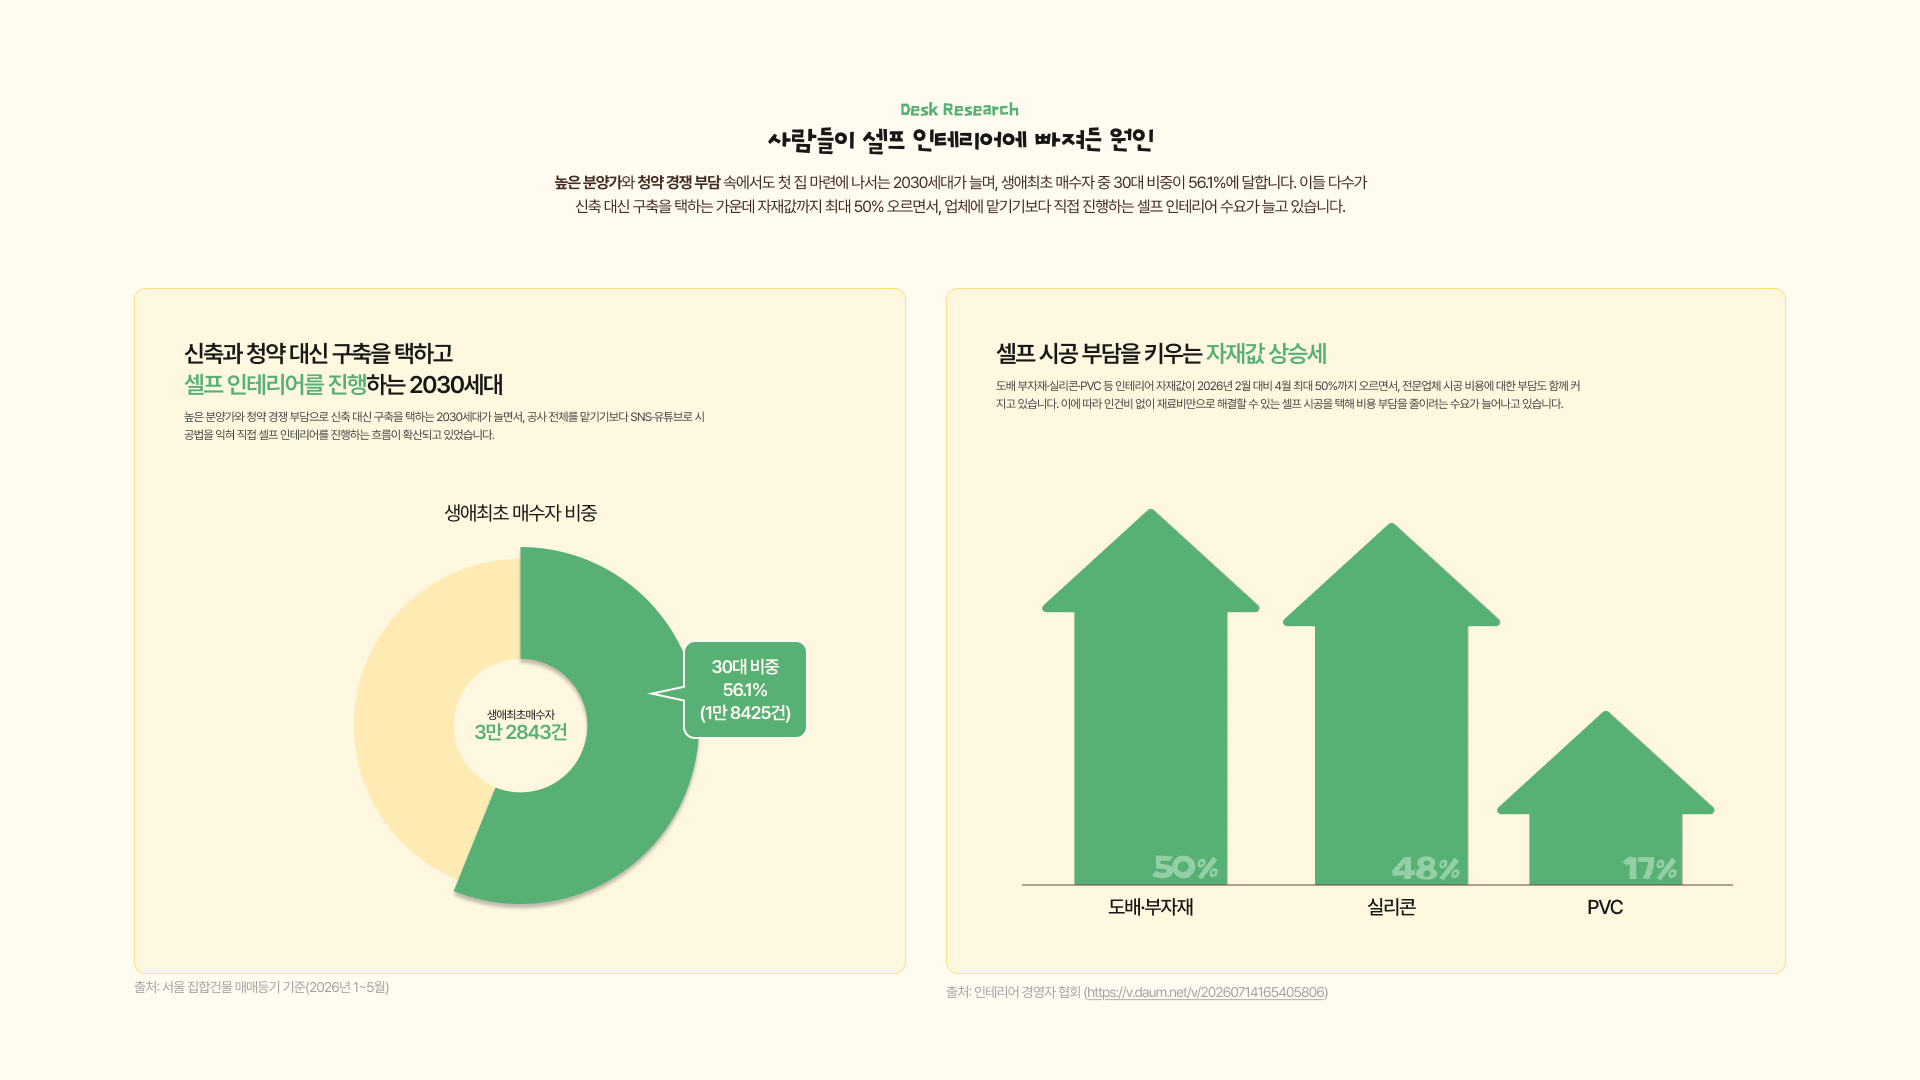 Desk Research
사람들이 셀프 인테리어에 빠져든 원인
높은 분양가와 청약 경쟁 부담 속에서도 첫 집 마련에 나서는 2030세대가 늘며, 생애최초 매수자 중 30대 비중이 56.1%에 달합니다. 이들 다수가
신축 대신 구축을 택하는 가운데 자재값까지 최대 50% 오르면서, 업체에 맡기기보다 직접 진행하는 셀프 인테리어 수요가 늘고 있습니다.
신축과 청약 대신 구축을 택하고
셀프 인테리어를 진행하는 2030세대
높은 분양가와 청약 경쟁 부담으로 신축 대신 구축을 택하는 2030세대가 늘면서, 공사 전체를 맡기기보다 SNS·유튜브로 시
공법을 익혀 직접 셀프 인테리어를 진행하는 흐름이 확산되고 있었습니다.
생애최초 매수자 비중
30대 비중
56.1%
(1만 8425건)
생애최초매수자
3만 2843건
출처: 서울 집합건물 매매등기 기준(2026년 1~5월)
셀프 시공 부담을 키우는 자재값 상승세
도배 부자재·실리콘·PVC 등 인테리어 자재값이 2026년 2월 대비 4월 최대 50%까지 오르면서, 전문업체 시공 비용에 대한 부담도 함께 커
지고 있습니다. 이에 따라 인건비 없이 재료비만으로 해결할 수 있는 셀프 시공을 택해 비용 부담을 줄이려는 수요가 늘어나고 있습니다.
50%
48%
17%
도배·부자재
실리콘
PVC
출처: 인테리어 경영자 협회 (https://v.daum.net/v/20260714165405806)